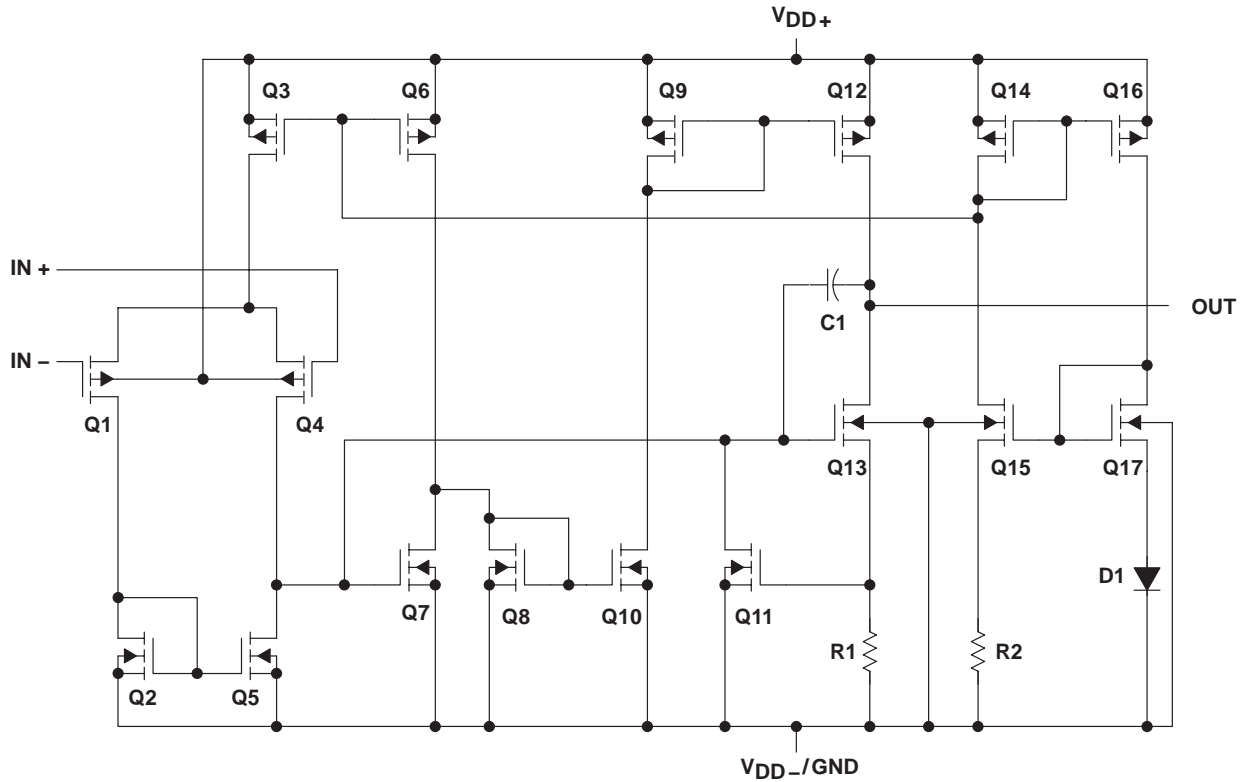 VDD+
Q3
Q6
Q9
Q12
Q14
Q16
IN +
C1
OUT
IN −
Q1
Q4
Q13
Q15
Q17
Q7
Q8
Q10
Q11
D1
R1
R2
Q2
Q5
VDD−/GND